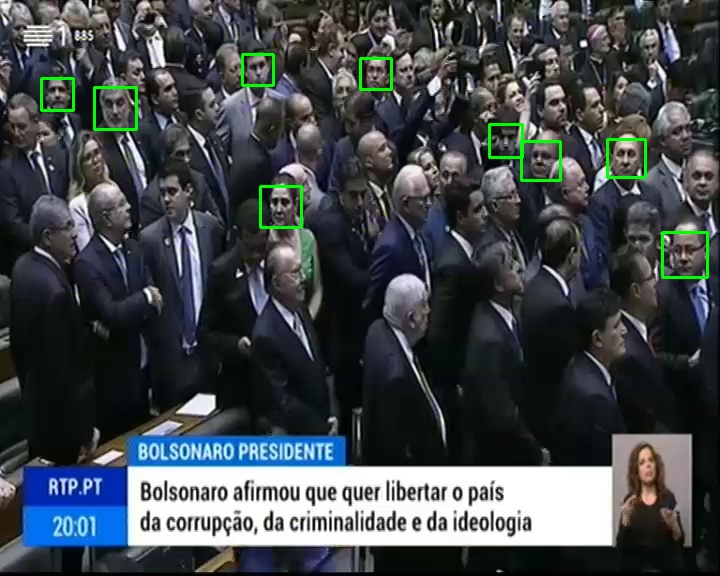 1 885
BOLSONARO PRESIDENTE
RTP.PT
Bolsonaro afirmou que quer libertar o país
20:01
da corrupção, da criminalidade e da ideologia